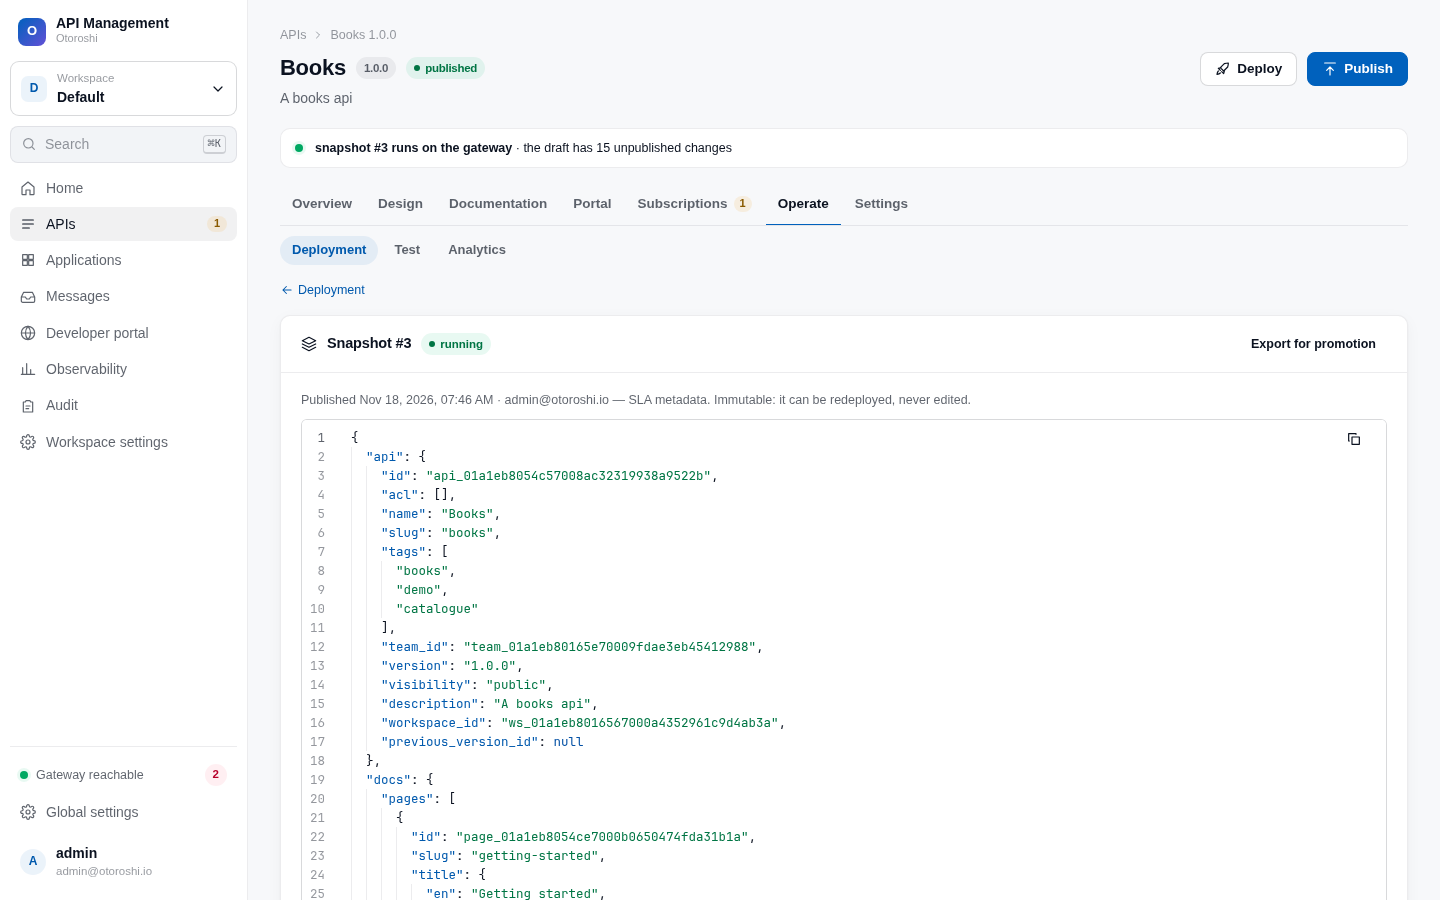 O
API Management
Otoroshi
D
Workspace
Default
Search
⌘K
Home
APIs
1
Applications
Messages
Developer portal
Observability
Audit
Workspace settings
Gateway reachable
2
Global settings
A
admin
admin@otoroshi.io
APIs
Books 1.0.0
Books
1.0.0
published
Deploy
Publish
A books api
snapshot #3 runs on the gateway · the draft has 15 unpublished changes
Overview
Design
Documentation
Portal
Subscriptions
1
Operate
Settings
Deployment
Test
Analytics
Deployment
Snapshot #3
running
Export for promotion
Published Nov 18, 2026, 07:46 AM · admin@otoroshi.io — SLA metadata. Immutable: it can be redeployed, never edited.
1 {
2 "api": {
3 "id": "api_01a1eb8054c57008ac32319938a9522b",
4 "acl": [],
5 "name": "Books",
6 "slug": "books",
7 "tags": [
8 "books",
9 "demo",
10 "catalogue"
11 ],
12 "team_id": "team_01a1eb80165e70009fdae3eb45412988",
13 "version": "1.0.0",
14 "visibility": "public",
15 "description": "A books api",
16 "workspace_id": "ws_01a1eb8016567000a4352961c9d4ab3a",
17 "previous_version_id": null
18 },
19 "docs": {
20 "pages": [
21 {
22 "id": "page_01a1eb8054ce7000b0650474fda31b1a",
23 "slug": "getting-started",
24 "title": {
25 "en": "Getting started",